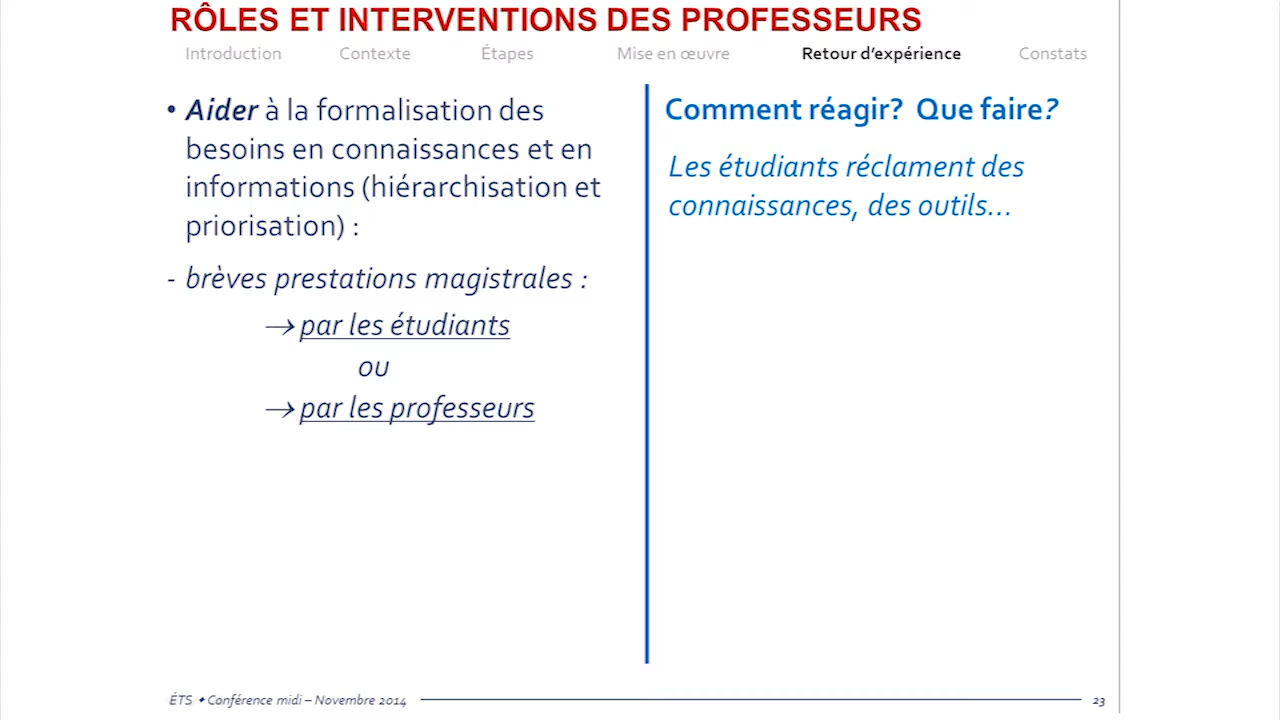 RÔLES ET INTERVENTIONS DES PROFESSEURS
Introduction Contexte Étapes Mise en œuvre Retour d'expérience Constats
• Aider à la formalisation des
besoins en connaissances et en
informations (hiérarchisation et
priorisation) :
- brèves prestations magistrales :
→ par les étudiants
ou
→ par les professeurs
Comment réagir? Que faire?
Les étudiants réclament des
connaissances, des outils...
ÉTS ✦ Conférence midi – Novembre 2014
23